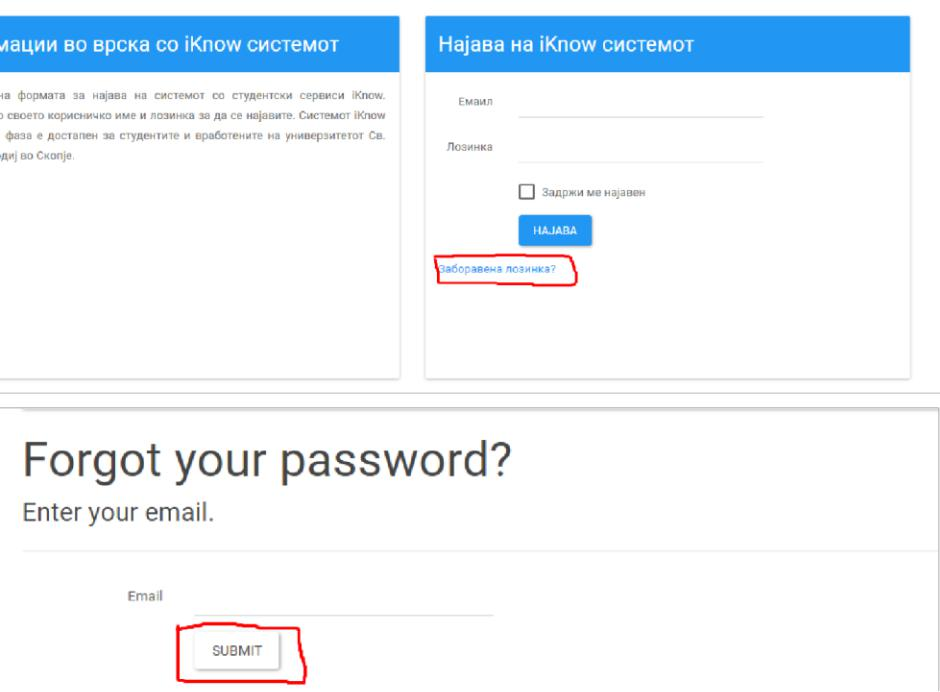 мации во врска со iKnow системот
на формата за најава на системот со студентски сервиси iKnow.
о своето корисничко име и лозинка за да се најавите. Системот iKnow
фаза е достапен за студентите и вработените на универзитетот Св.
одиј во Скопје.
Најава на iKnow системот
Емаил
Лозинка
Задржи ме најавен
НАЈАВА
Заборавена лозинка?
Forgot your password?
Enter your email.
Email
SUBMIT